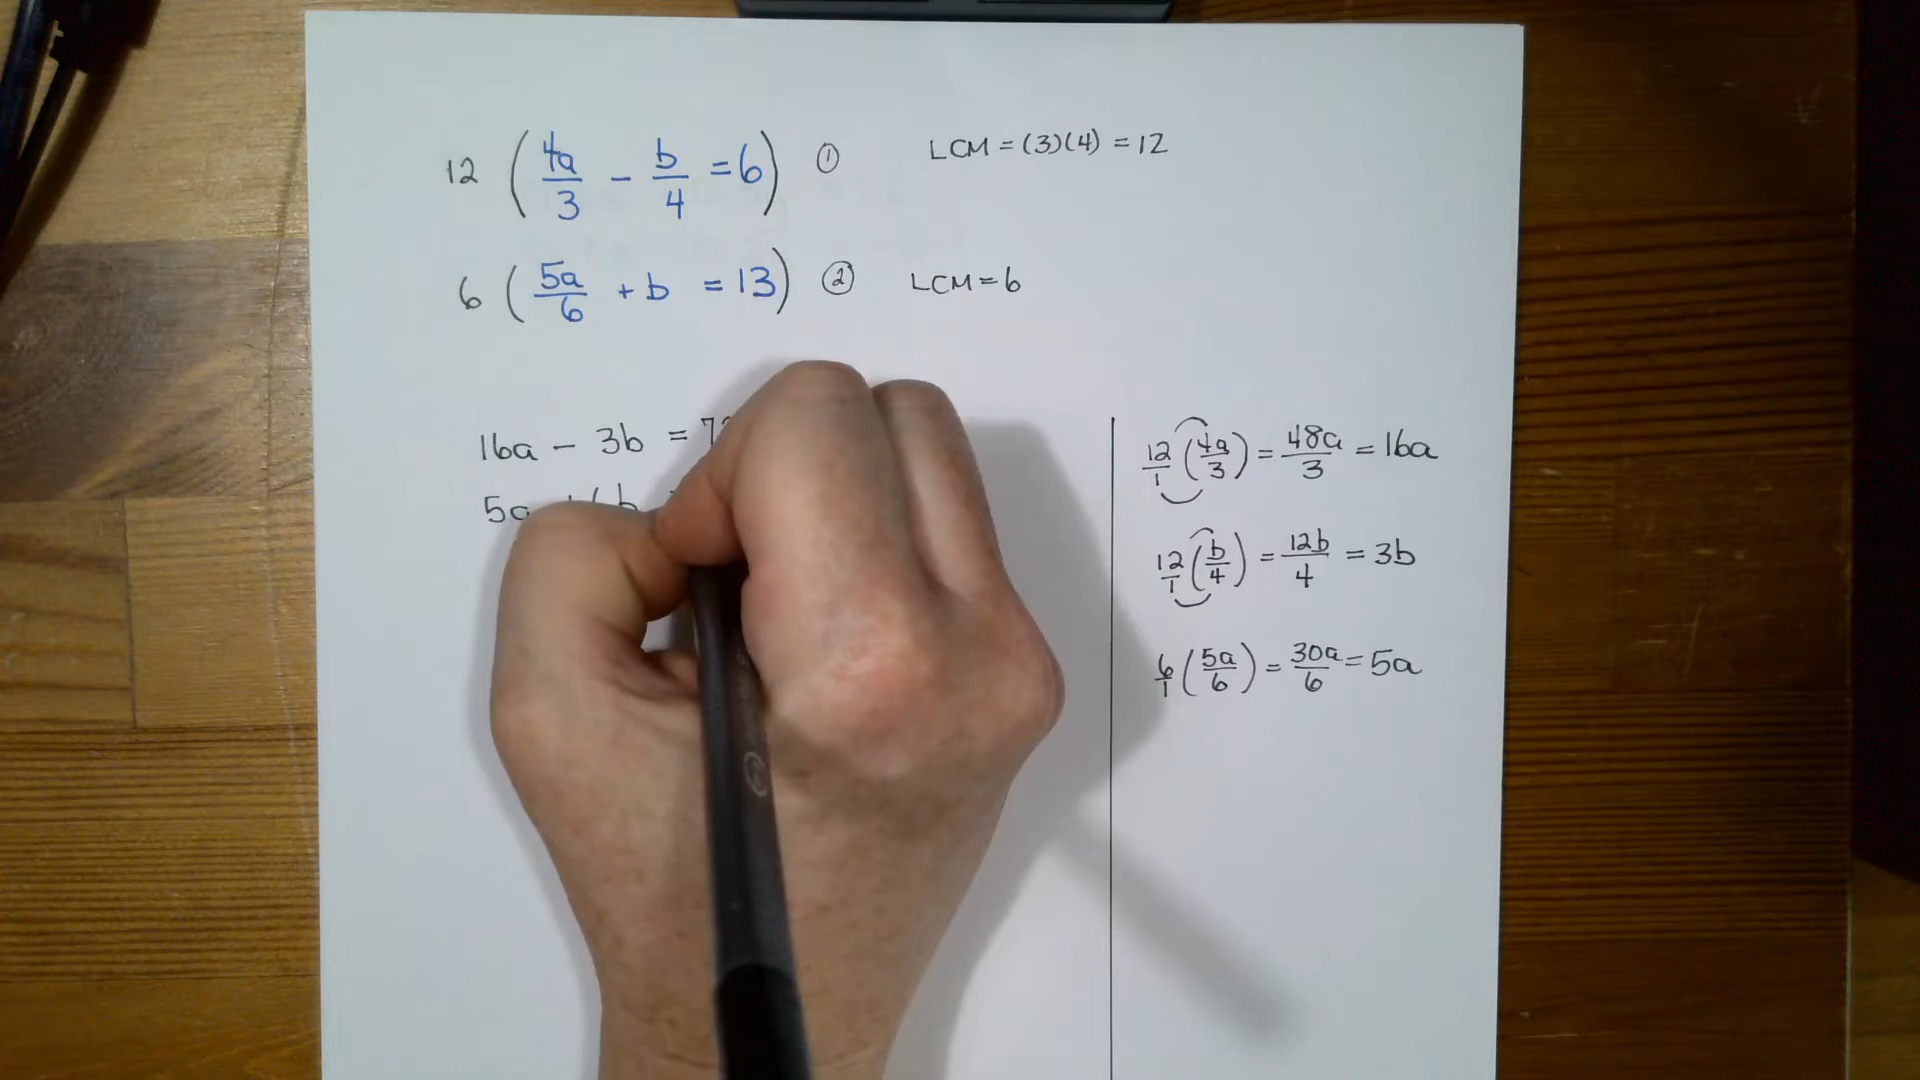 12 (4a/3 - b/4 = 6) ① LCM = (3)(4) = 12
6 (5a/6 + b = 13) ② LCM = 6
16a - 3b = 7
5a b
12/1 (4a/3) = 48a/3 = 16a
12/1 (b/4) = 12b/4 = 3b
6/1 (5a/6) = 30a/6 = 5a